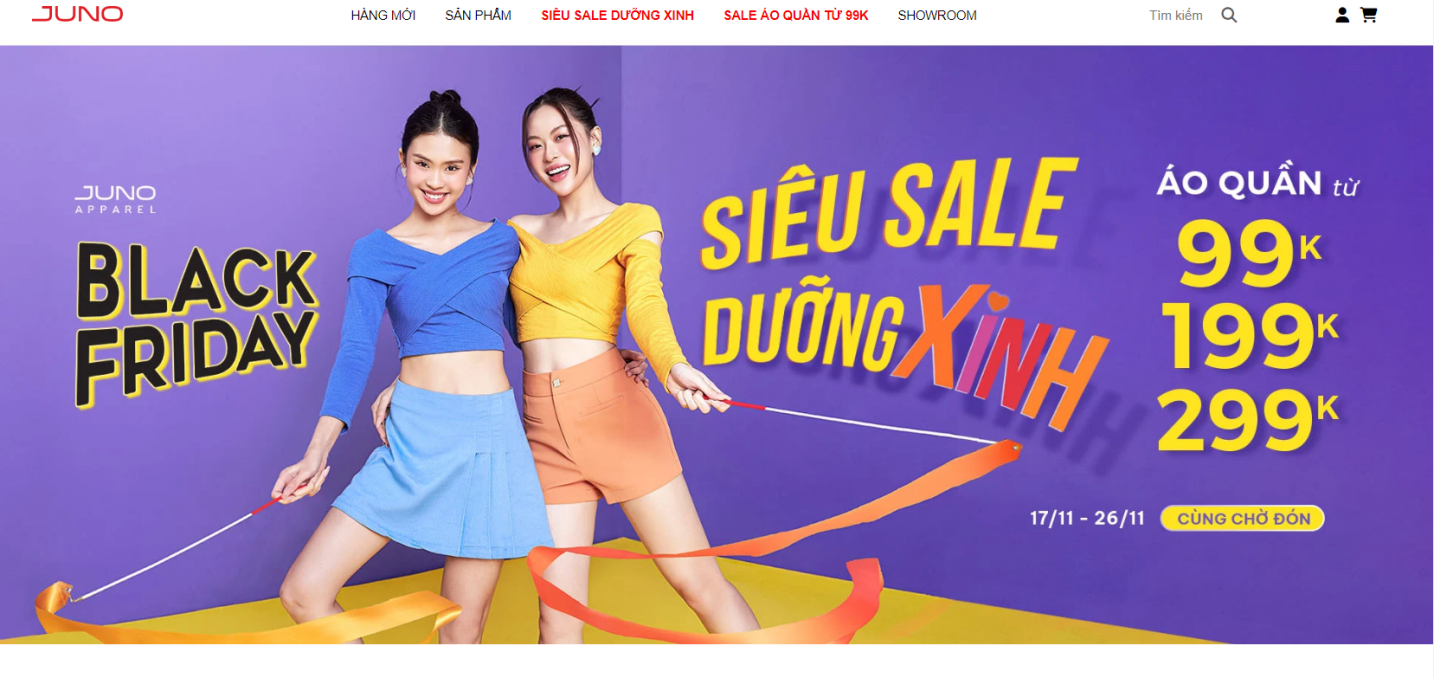 JUNO
HÀNG MỚI
SẢN PHẨM
SIÊU SALE DƯỠNG XINH
SALE ÁO QUẦN TỪ 99K
SHOWROOM
Tìm kiếm
JUNO
APPAREL
BLACK
FRIDAY
SIÊU SALE
DƯỠNG XINH
ÁO QUẦN từ
99K
199K
299K
17/11 - 26/11
CÙNG CHỜ ĐÓN